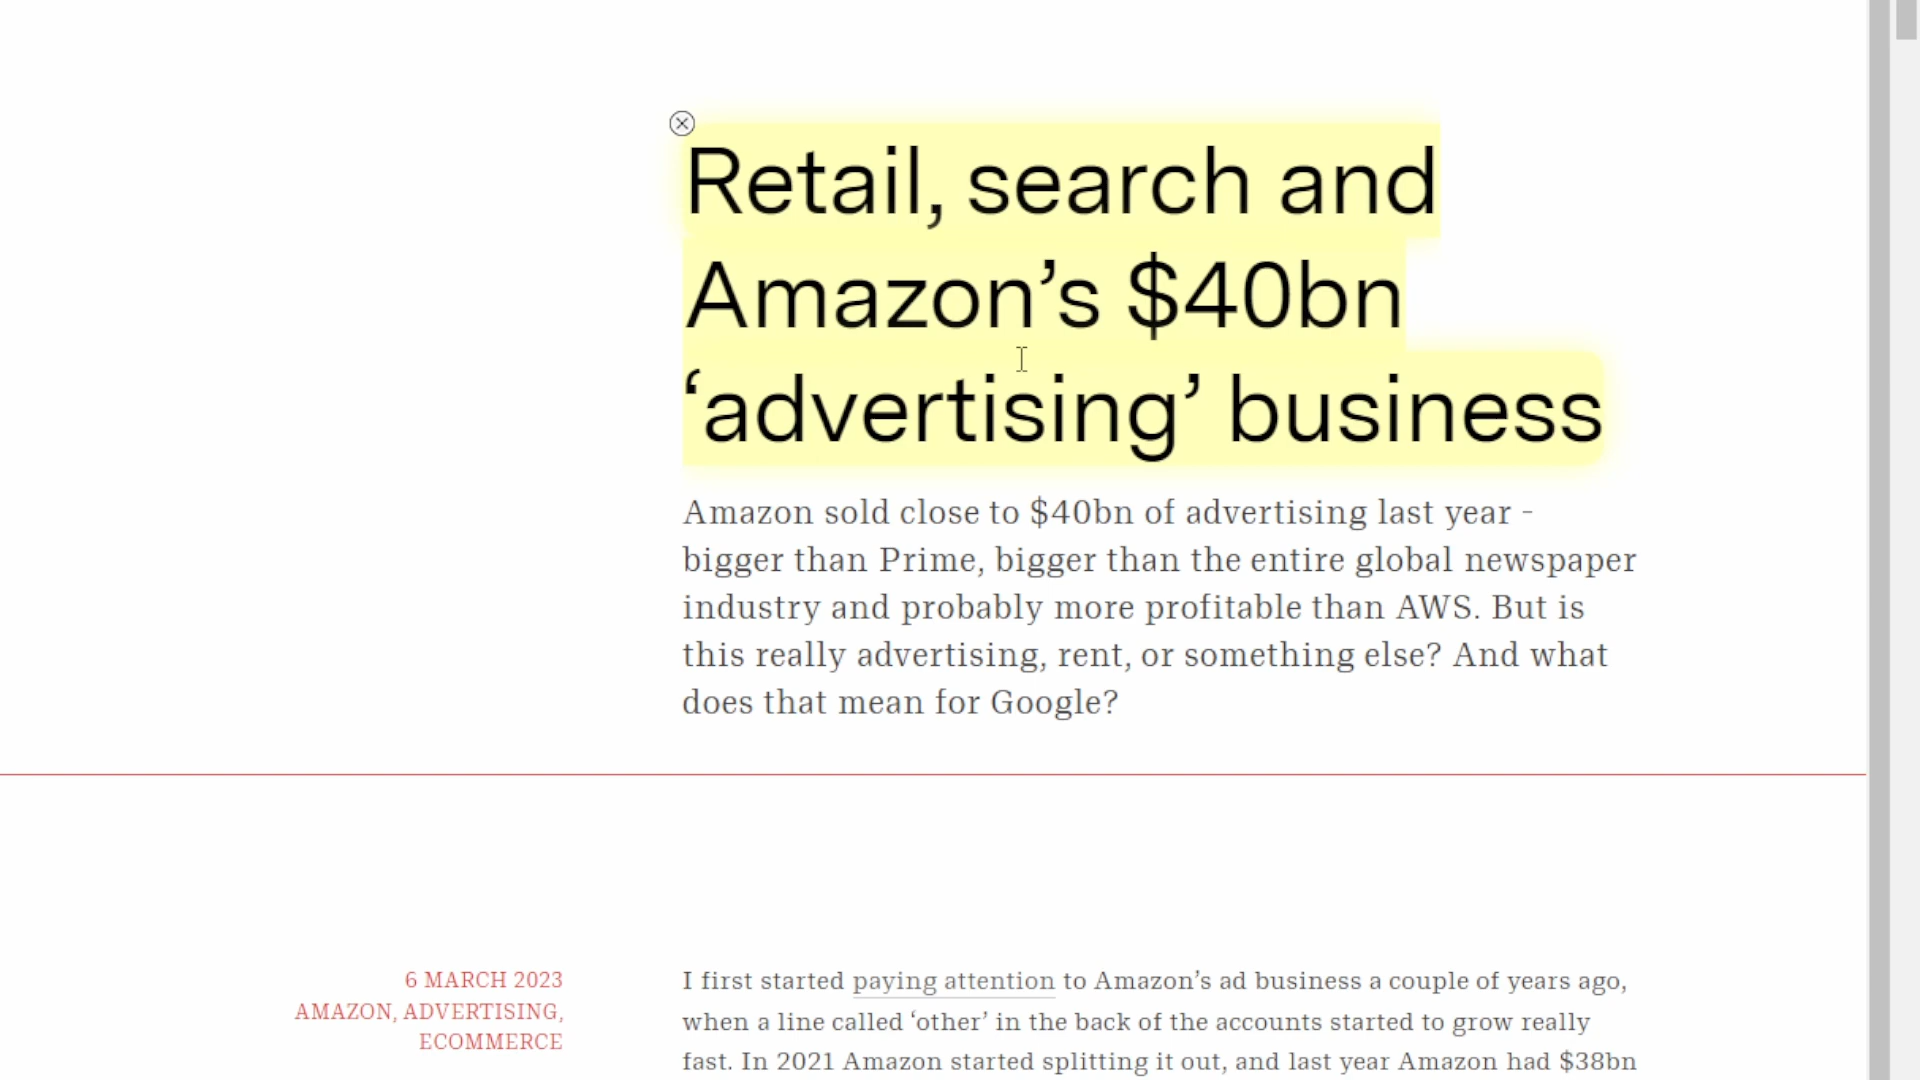 Retail, search and
Amazon’s $40bn
‘advertising’ business
Amazon sold close to $40bn of advertising last year -
bigger than Prime, bigger than the entire global newspaper
industry and probably more profitable than AWS. But is
this really advertising, rent, or something else? And what
does that mean for Google?
6 MARCH 2023
AMAZON, ADVERTISING,
ECOMMERCE
I first started paying attention to Amazon’s ad business a couple of years ago,
when a line called ‘other’ in the back of the accounts started to grow really
fast. In 2021 Amazon started splitting it out, and last year Amazon had $38bn